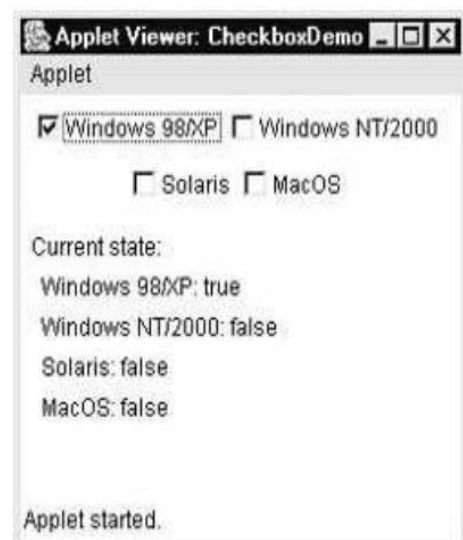 Applet Viewer: CheckboxDemo
Applet
Windows 98/XP Windows NT/2000
Solaris MacOS
Current state:
Windows 98/XP: true
Windows NT/2000: false
Solaris: false
MacOS: false
Applet started.